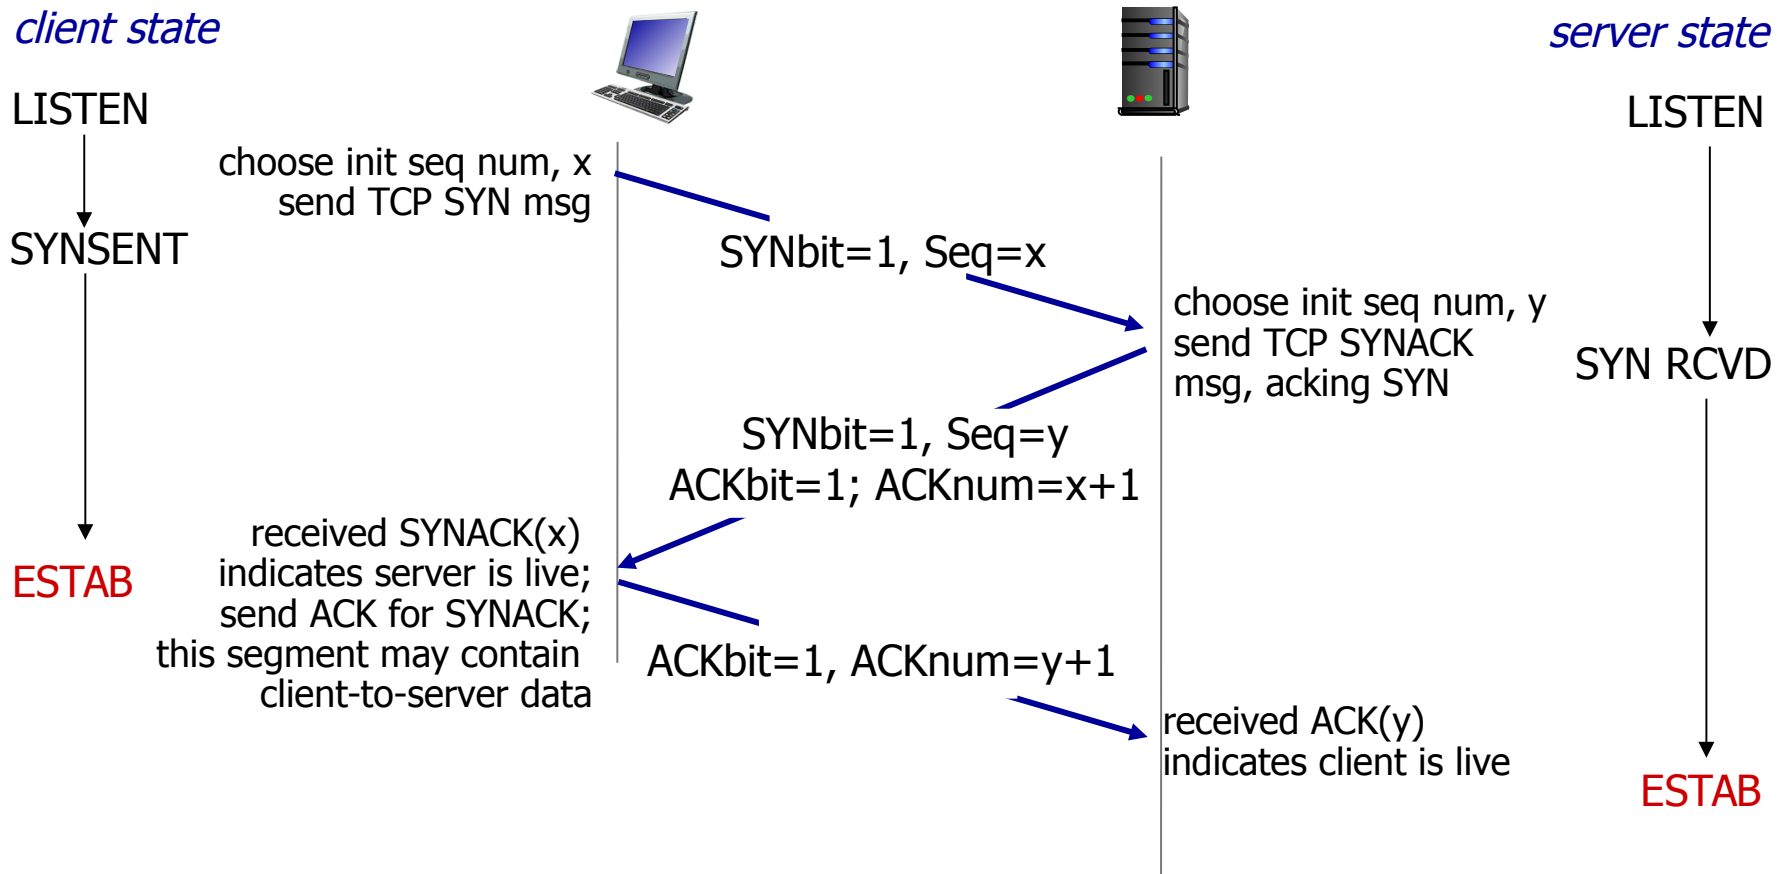 client state
server state
LISTEN
LISTEN
choose init seq num, x
send TCP SYN msg
SYNSENT
SYNbit=1, Seq=x
choose init seq num, y
send TCP SYNACK
msg, acking SYN
SYN RCVD
SYNbit=1, Seq=y
ACKbit=1; ACKnum=x+1
received SYNACK(x)
indicates server is live;
send ACK for SYNACK;
this segment may contain
client-to-server data
ESTAB
ACKbit=1, ACKnum=y+1
received ACK(y)
indicates client is live
ESTAB